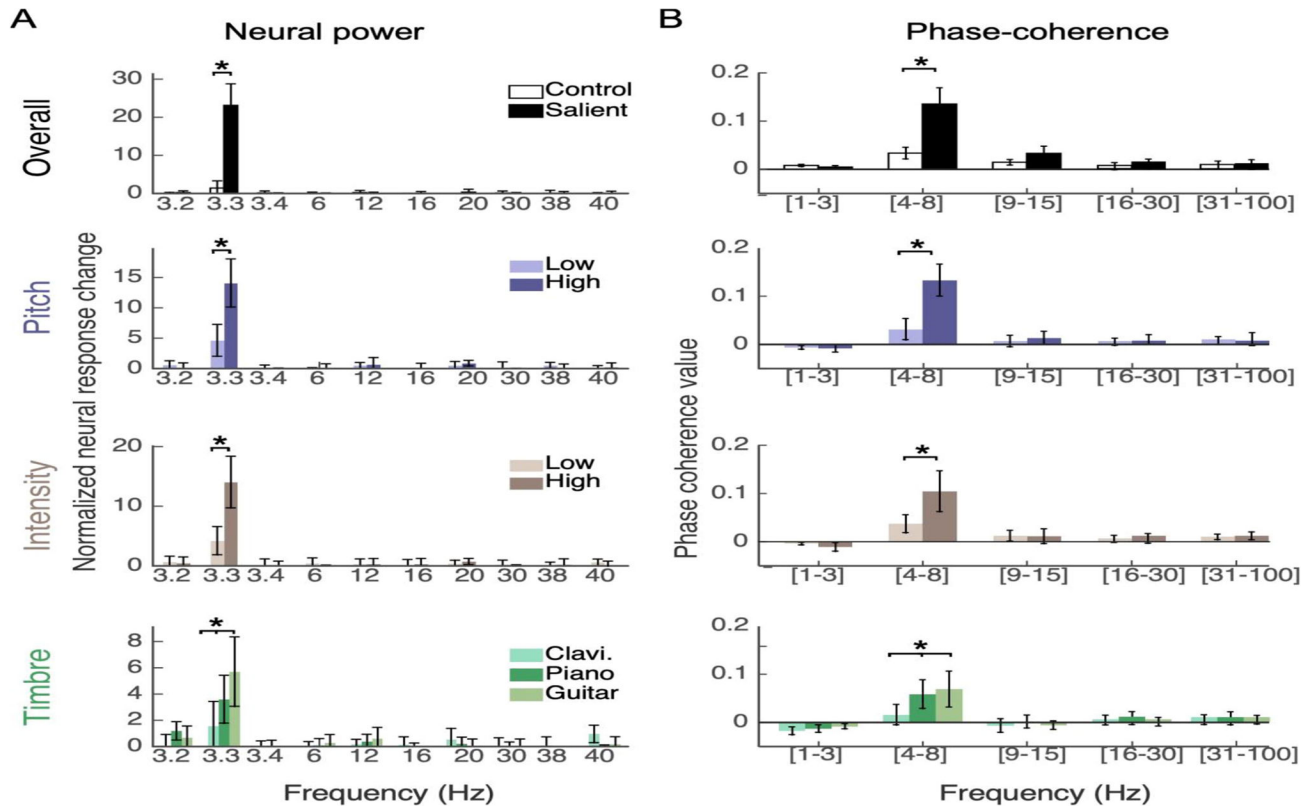 A
Neural power
Overall
Normalized neural response change
30
20
10
0
*
Control
Salient
3.2 3.3 3.4 6 12 16 20 30 38 40
Pitch
15
10
5
0
*
Low
High
3.2 3.3 3.4 6 12 16 20 30 38 40
Intensity
20
10
0
*
Low
High
3.2 3.3 3.4 6 12 16 20 30 38 40
Timbre
8
6
4
2
0
*
Clavi.
Piano
Guitar
3.2 3.3 3.4 6 12 16 20 30 38 40
Frequency (Hz)
B
Phase-coherence
Phase coherence value
0.2
0.1
0
*
[1-3] [4-8] [9-15] [16-30] [31-100]
0.2
0.1
0
*
[1-3] [4-8] [9-15] [16-30] [31-100]
0.2
0.1
0
*
[1-3] [4-8] [9-15] [16-30] [31-100]
0.2
0.1
0
*
[1-3] [4-8] [9-15] [16-30] [31-100]
Frequency (Hz)